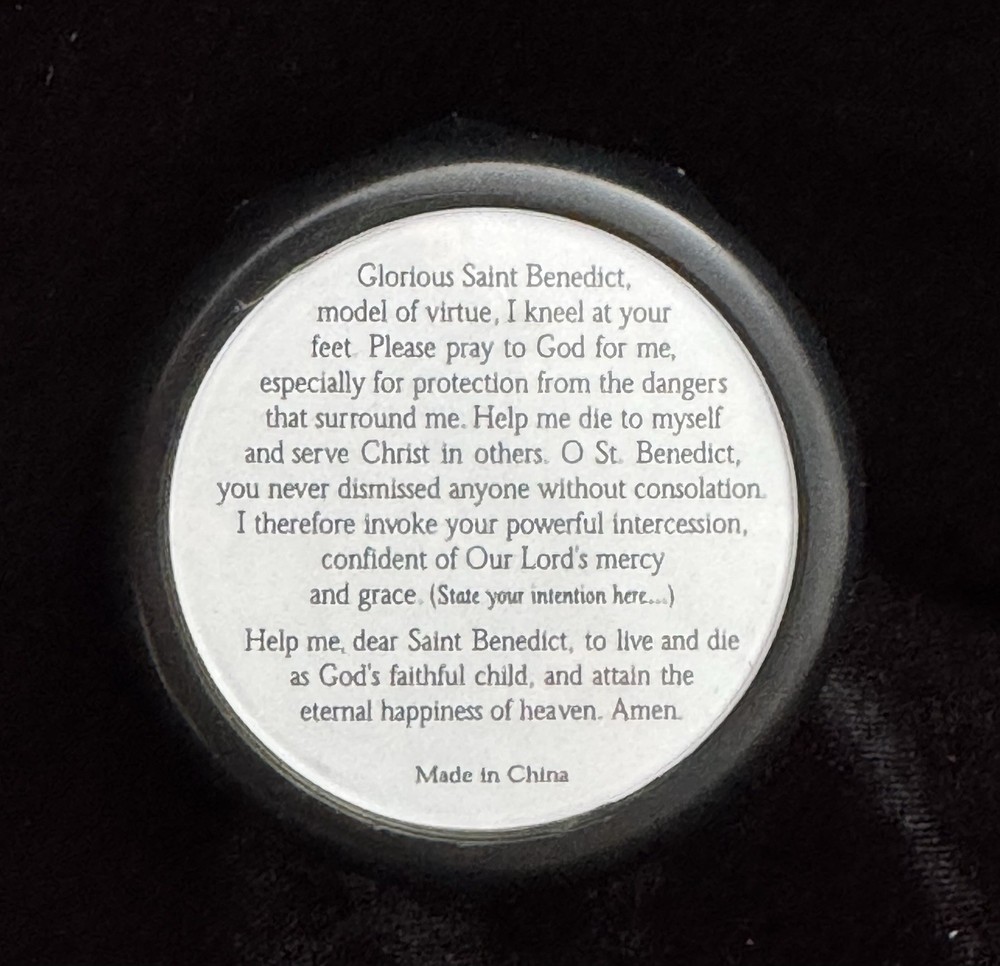 Glorious Saint Benedict,
model of virtue, I kneel at your
feet. Please pray to God for me,
especially for protection from the dangers
that surround me. Help me die to myself
and serve Christ in others. O St. Benedict,
you never dismissed anyone without consolation.
I therefore invoke your powerful intercession,
confident of Our Lord's mercy
and grace. (State your intention here...)
Help me, dear Saint Benedict, to live and die
as God's faithful child, and attain the
eternal happiness of heaven. Amen.
Made in China